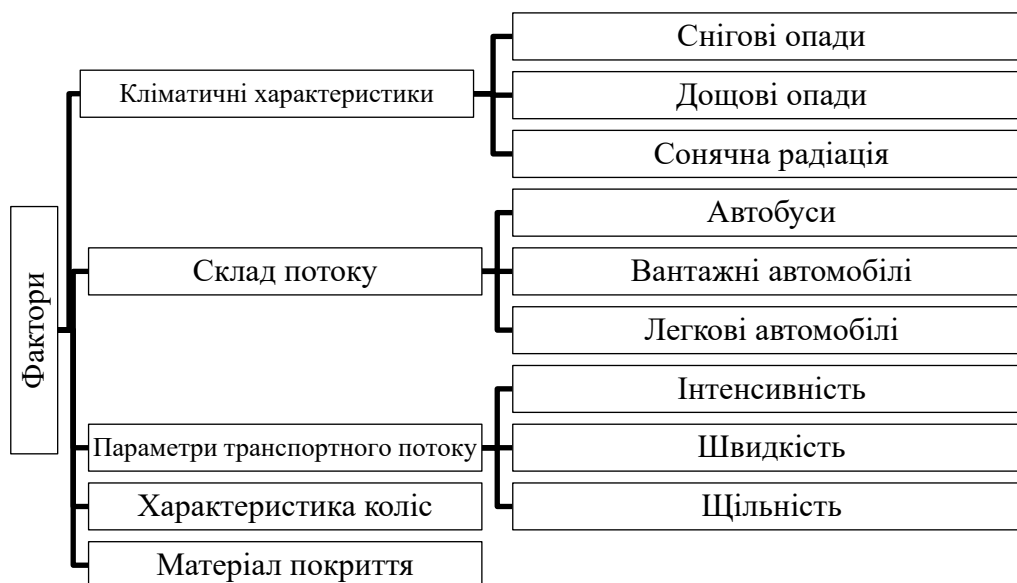 Фактори
Кліматичні характеристики
Снігові опади
Дощові опади
Сонячна радіація
Склад потоку
Автобуси
Вантажні автомобілі
Легкові автомобілі
Параметри транспортного потоку
Інтенсивність
Швидкість
Щільність
Характеристика коліс
Матеріал покриття